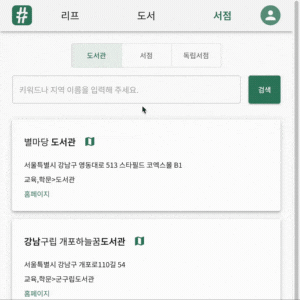 #
리프
도서
서점
도서관
서점
독립서점
키워드나 지역 이름을 입력해 주세요.
검색
별마당 도서관
서울특별시 강남구 영동대로 513 스타필드 코엑스몰 B1
교육,학문>도서관
홈페이지
강남구립 개포하늘꿈도서관
서울특별시 강남구 개포로110길 54
교육,학문>군구립도서관
홈페이지